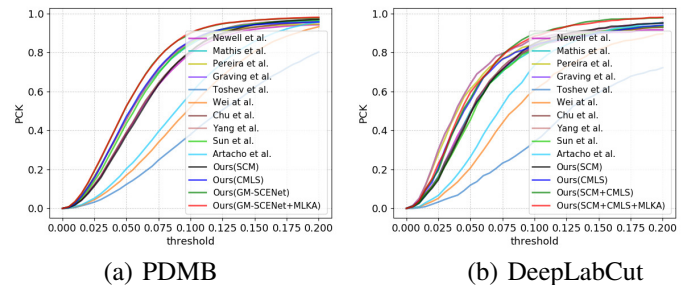 1.0
0.8
0.6
0.4
0.2
0.0
PCK
Newell et al.
Mathis et al.
Pereira et al.
Graving et al.
Toshev et al.
Wei at al.
Chu et al.
Yang et al.
Sun et al.
Artacho et al.
Ours(SCM)
Ours(CMLS)
Ours(GM-SCENet)
Ours(GM-SCENet+MLKA)
0.000 0.025 0.050 0.075 0.100 0.125 0.150 0.175 0.200
threshold
(a) PDMB
1.0
0.8
0.6
0.4
0.2
0.0
PCK
Newell et al.
Mathis et al.
Pereira et al.
Graving et al.
Toshev et al.
Wei at al.
Chu et al.
Yang et al.
Sun et al.
Artacho et al.
Ours(SCM)
Ours(CMLS)
Ours(SCM+CMLS)
Ours(SCM+CMLS+MLKA)
0.000 0.025 0.050 0.075 0.100 0.125 0.150 0.175 0.200
threshold
(b) DeepLabCut